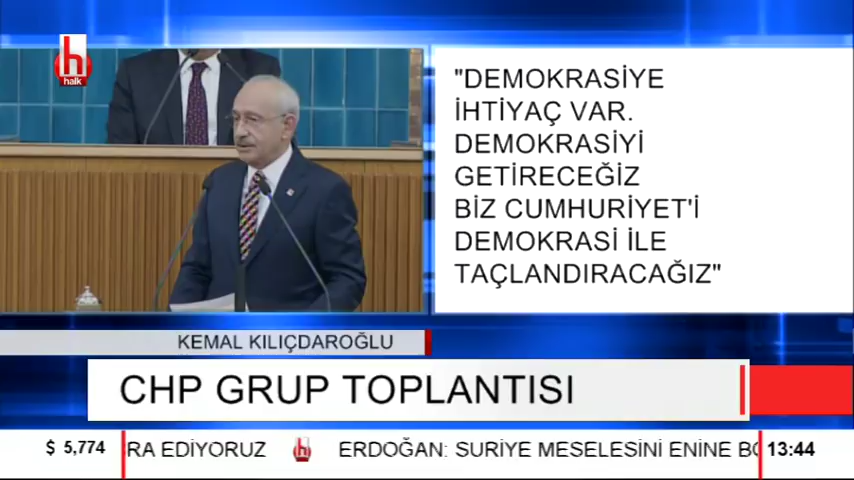 halk
"DEMOKRASİYE
İHTİYAÇ VAR.
DEMOKRASİYİ
GETİRECEĞİZ
BİZ CUMHURİYET'İ
DEMOKRASİ İLE
TAÇLANDIRACAĞIZ"
KEMAL KILIÇDAROĞLU
CHP GRUP TOPLANTISI
$ 5,774 RA EDİYORUZ ERDOĞAN: SURİYE MESELESİNİ ENİNE 13:44